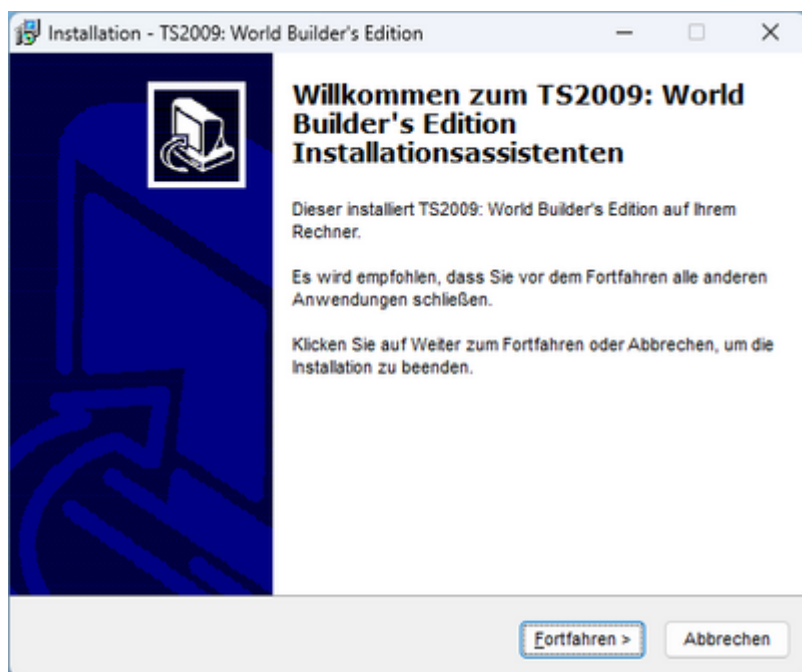 Installation - TS2009: World Builder's Edition
Willkommen zum TS2009: World
Builder's Edition
Installationsassistenten
Dieser installiert TS2009: World Builder's Edition auf Ihrem
Rechner.
Es wird empfohlen, dass Sie vor dem Fortfahren alle anderen
Anwendungen schließen.
Klicken Sie auf Weiter zum Fortfahren oder Abbrechen, um die
Installation zu beenden.
Fortfahren >
Abbrechen